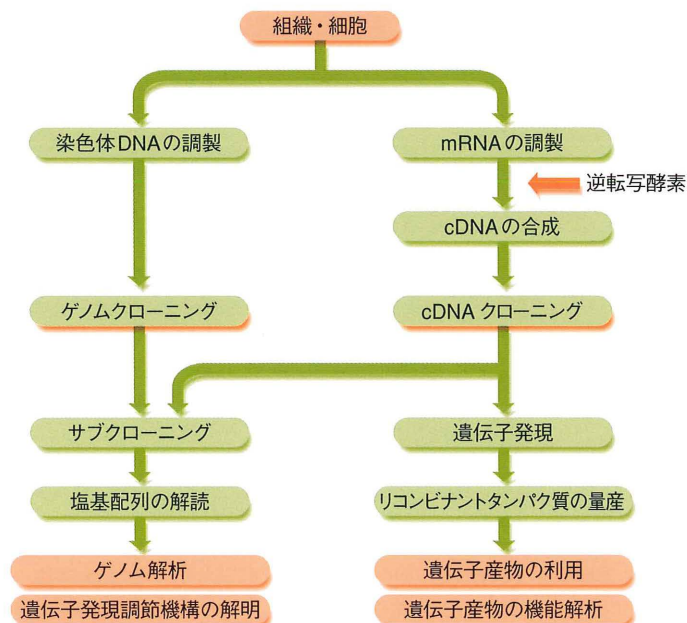 組織・細胞
染色体DNAの調製
mRNAの調製
逆転写酵素
cDNAの合成
ゲノムクローニング
cDNA クローニング
サブクローニング
遺伝子発現
塩基配列の解読
リコンビナントタンパク質の量産
ゲノム解析
遺伝子産物の利用
遺伝子発現調節機構の解明
遺伝子産物の機能解析